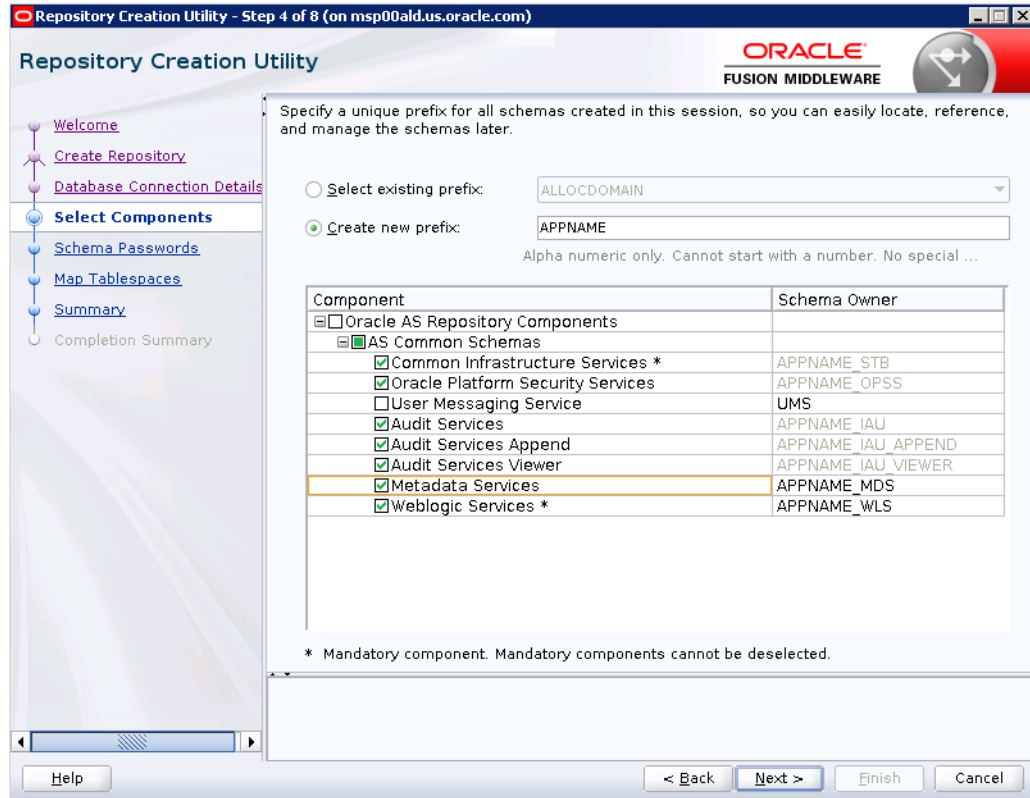 Repository Creation Utility - Step 4 of 8 (on msp00ald.us.oracle.com)
Repository Creation Utility
ORACLE
FUSION MIDDLEWARE
Welcome
Create Repository
Database Connection Details
Select Components
Schema Passwords
Map Tablespaces
Summary
Completion Summary
Specify a unique prefix for all schemas created in this session, so you can easily locate, reference,
and manage the schemas later.
Select existing prefix: ALLOCDOMAIN
Create new prefix: APPNAME
Alpha numeric only. Cannot start with a number. No special ...
Component Schema Owner
Oracle AS Repository Components
AS Common Schemas
Common Infrastructure Services * APPNAME_STB
Oracle Platform Security Services APPNAME_OPSS
User Messaging Service UMS
Audit Services APPNAME_IAU
Audit Services Append APPNAME_IAU_APPEND
Audit Services Viewer APPNAME_IAU_VIEWER
Metadata Services APPNAME_MDS
Weblogic Services * APPNAME_WLS
* Mandatory component. Mandatory components cannot be deselected.
Help < Back Next > Finish Cancel